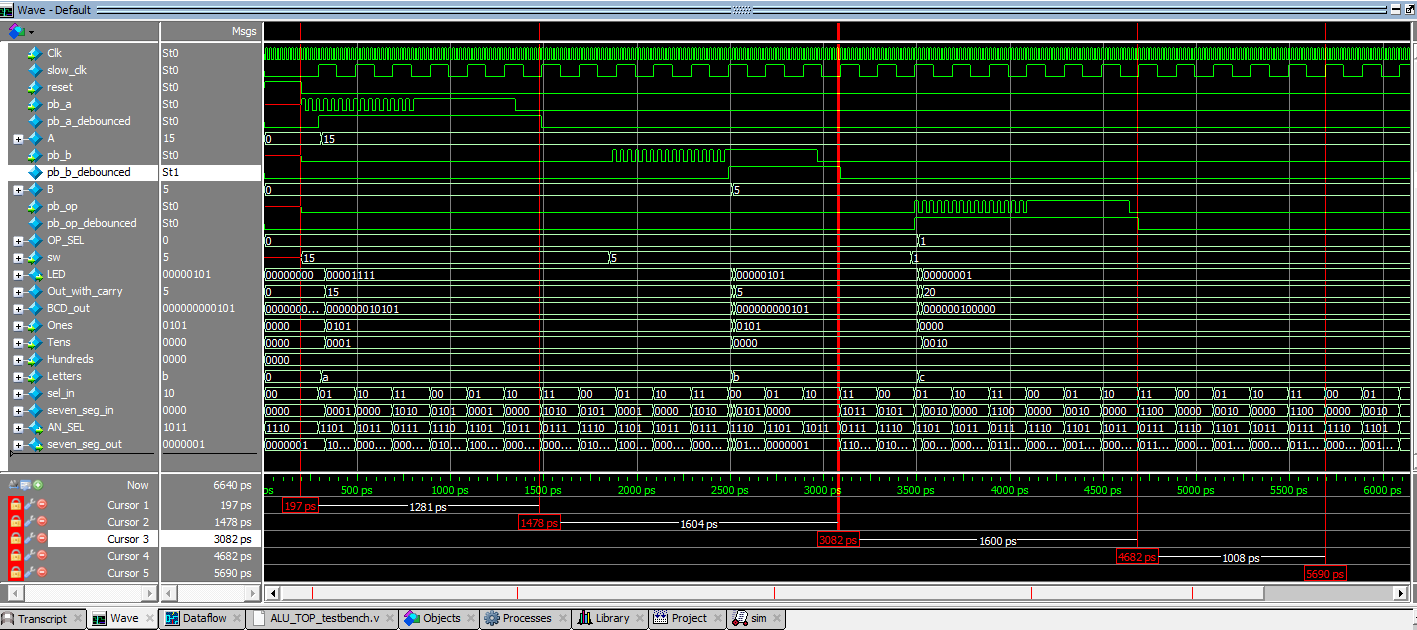 Wave - Default
Msgs
Clk St0
slow_clk St0
reset St0
pb_a St0
pb_a_debounced St0
A 15 0 15
pb_b St0
pb_b_debounced St1
B 5 0 5
pb_op St0
pb_op_debounced St0
OP_SEL 0 0 1
sw 5 15 5 1
LED 00000101 00000000 00001111 00000101 00000001
Out_with_carry 5 0 15 5 20
BCD_out 000000000101 0000000... 000000010101 000000000101 000000100000
Ones 0101 0000 0101 0101 0000
Tens 0000 0000 0001 0000 0010
Hundreds 0000 0000
Letters b 0 a b c
sel_in 10 00 01 10 11 00 01 10 11 00 01 10 11 00 01 10 11 00 01 10 11 00 01 10 11 00 01 10 11 00 01
seven_seg_in 0000 0000 0001 0000 1010 0101 0001 0000 1010 0101 0001 0000 1010 0101 0000 1011 0101 0010 0000 1100 0000 0010 0000 1100 0000 0010 0000 1100 0000 0010
AN_SEL 1011 1110 1101 1011 0111 1110 1101 1011 0111 1110 1101 1011 0111 1110 1101 1011 0111 1110 1101 1011 0111 1110 1101 1011 0111 1110 1101 1011 0111 1110 1101
seven_seg_out 0000001 0000001 10... 000... 000... 010... 100... 000... 000... 010... 100... 000... 000... 01... 0000001 110... 010... 000... 000... 011... 000... 001... 000... 011... 000... 001... 000... 011... 000... 001...
Now 6640 ps ps 500 ps 1000 ps 1500 ps 2000 ps 2500 ps 3000 ps 3500 ps 4000 ps 4500 ps 5000 ps 5500 ps 6000 ps
Cursor 1 197 ps 197 ps 1281 ps
Cursor 2 1478 ps 1478 ps 1604 ps
Cursor 3 3082 ps 3082 ps 1600 ps
Cursor 4 4682 ps 4682 ps 1008 ps
Cursor 5 5690 ps 5690 ps
Transcript Wave Dataflow ALU_TOP_testbench.v Objects Processes Library Project sim